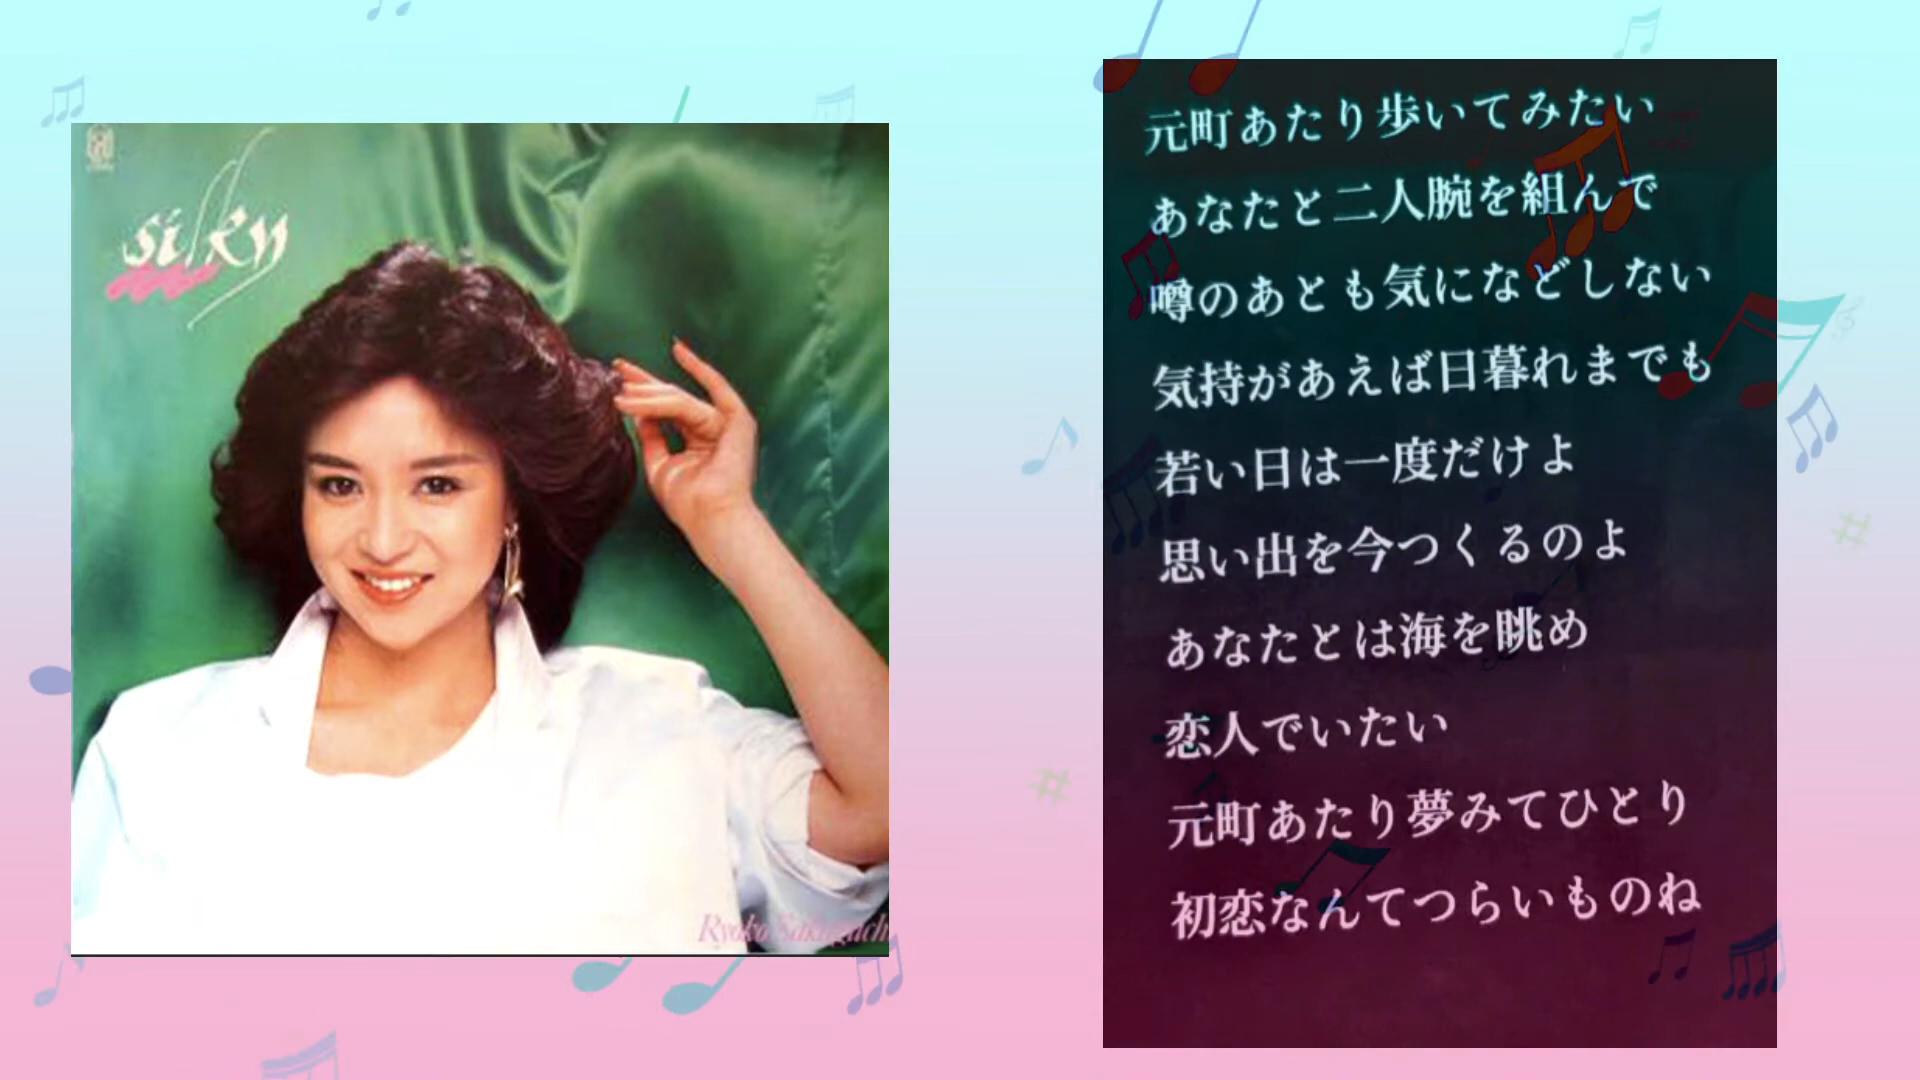 silky
Ryoko Sakaguchi
元町あたり歩いてみたい
あなたと二人腕を組んで
噂のあとも気になどしない
気持があえば日暮れまでも
若い日は一度だけよ
思い出を今つくるのよ
あなたとは海を眺め
恋人でいたい
元町あたり夢みてひとり
初恋なんてつらいものね